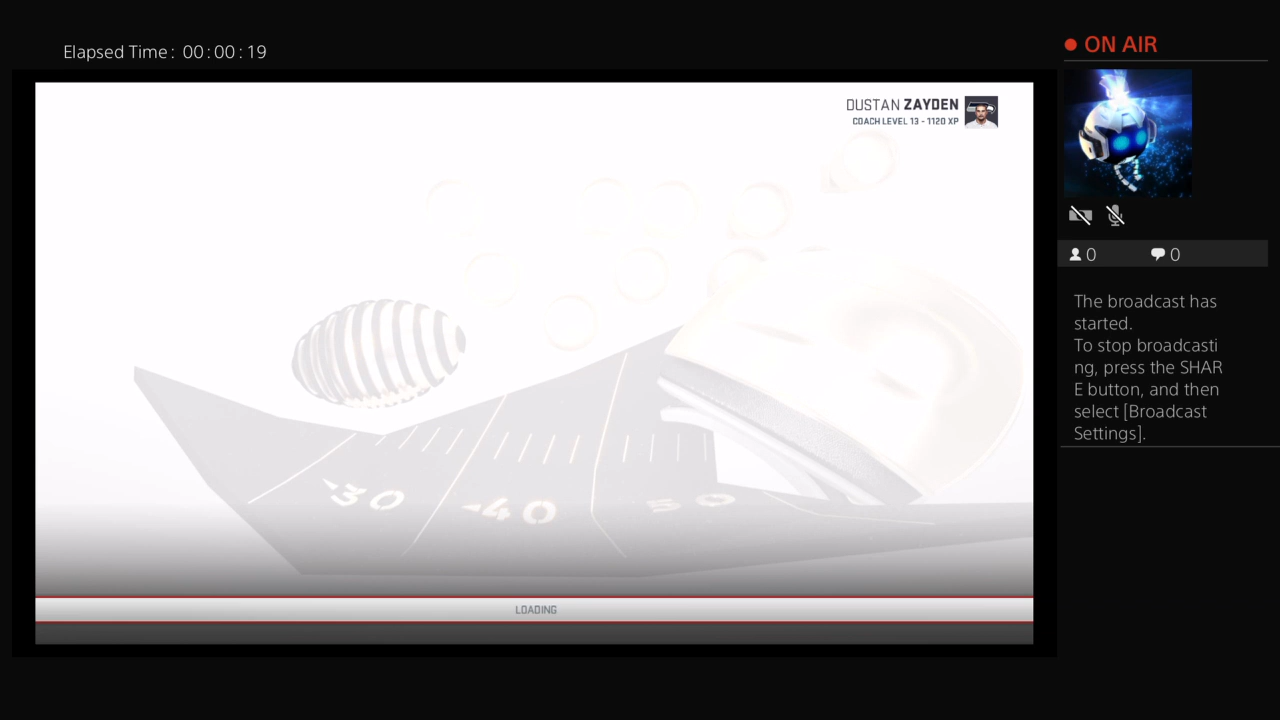 Elapsed Time: 00:00:19
ON AIR
DUSTAN ZAYDEN
COACH LEVEL 13 - 1120 XP
0 0
The broadcast has
started.
To stop broadcasti
ng, press the SHAR
E button, and then
select [Broadcast
Settings].
-30 -40 50
LOADING